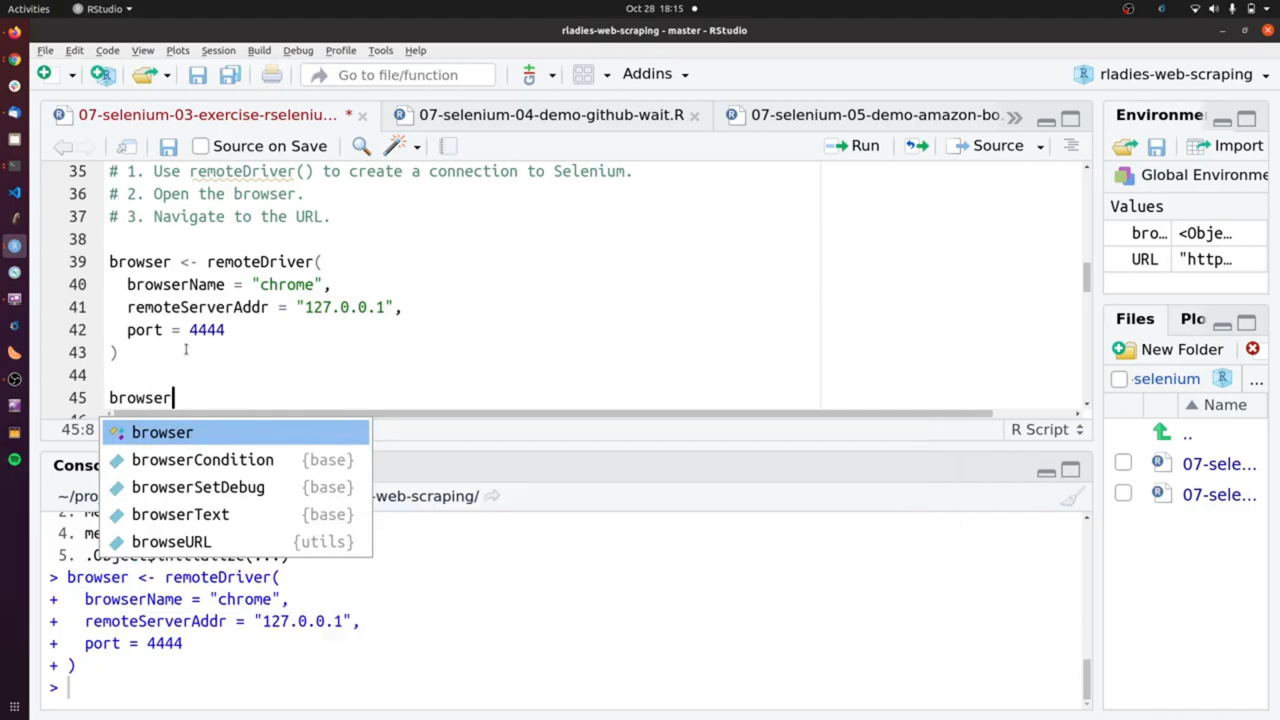 Activities RStudio Oct 28 18:15
rladies-web-scraping - master - RStudio
File Edit Code View Plots Session Build Debug Profile Tools Help
Go to file/function Addins rladies-web-scraping
07-selenium-03-exercise-rseleniu... * 07-selenium-04-demo-github-wait.R 07-selenium-05-demo-amazon-bo...
Source on Save Run Source
35 # 1. Use remoteDriver() to create a connection to Selenium.
36 # 2. Open the browser.
37 # 3. Navigate to the URL.
38
39 browser <- remoteDriver(
40 browserName = "chrome",
41 remoteServerAddr = "127.0.0.1",
42 port = 4444
43 )
44
45 browser
45:8 R Script
browser
browserCondition {base}
browserSetDebug {base}
browserText {base}
browseURL {utils}
-web-scraping/
4. me
5. .Object$initialize(...)
> browser <- remoteDriver(
+ browserName = "chrome",
+ remoteServerAddr = "127.0.0.1",
+ port = 4444
+ )
>
Environme
Import
Global Environme
Values
bro... <Obje...
URL "http...
Files Plo
New Folder
selenium ...
Name
..
07-sele...
07-sele...